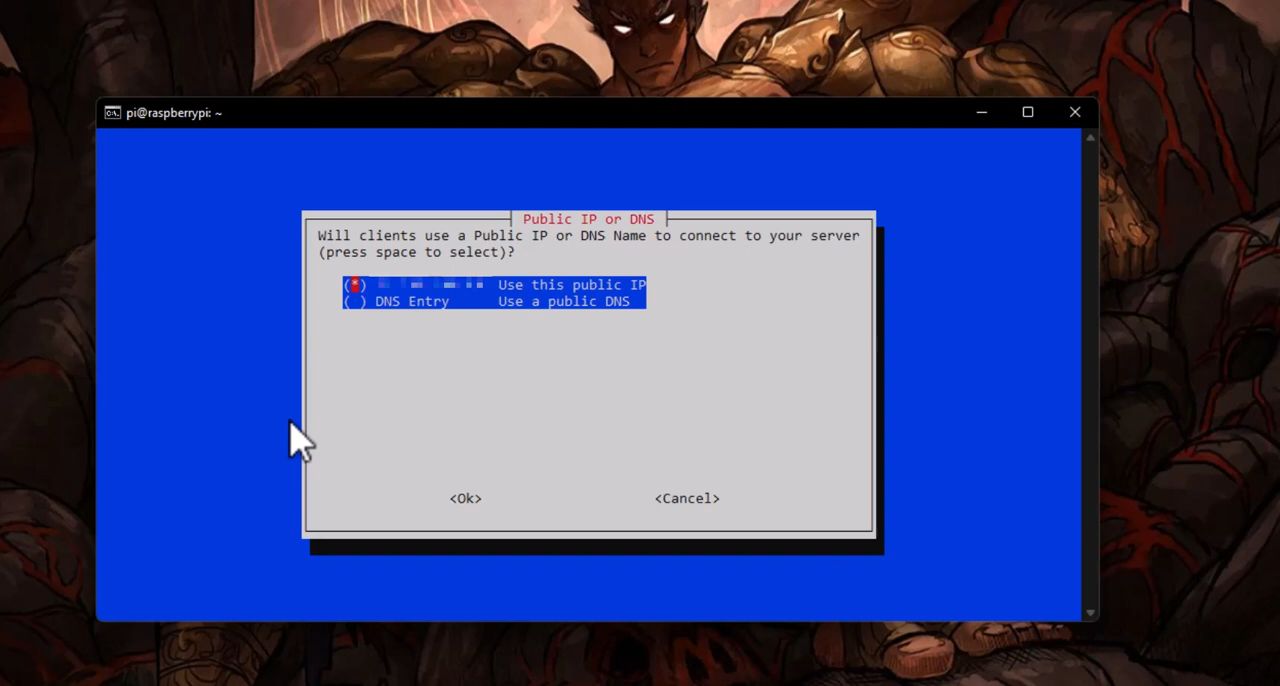 pi@raspberrypi: ~
Public IP or DNS
Will clients use a Public IP or DNS Name to connect to your server
(press space to select)?
(*) Use this public IP
( ) DNS Entry Use a public DNS
<Ok> <Cancel>